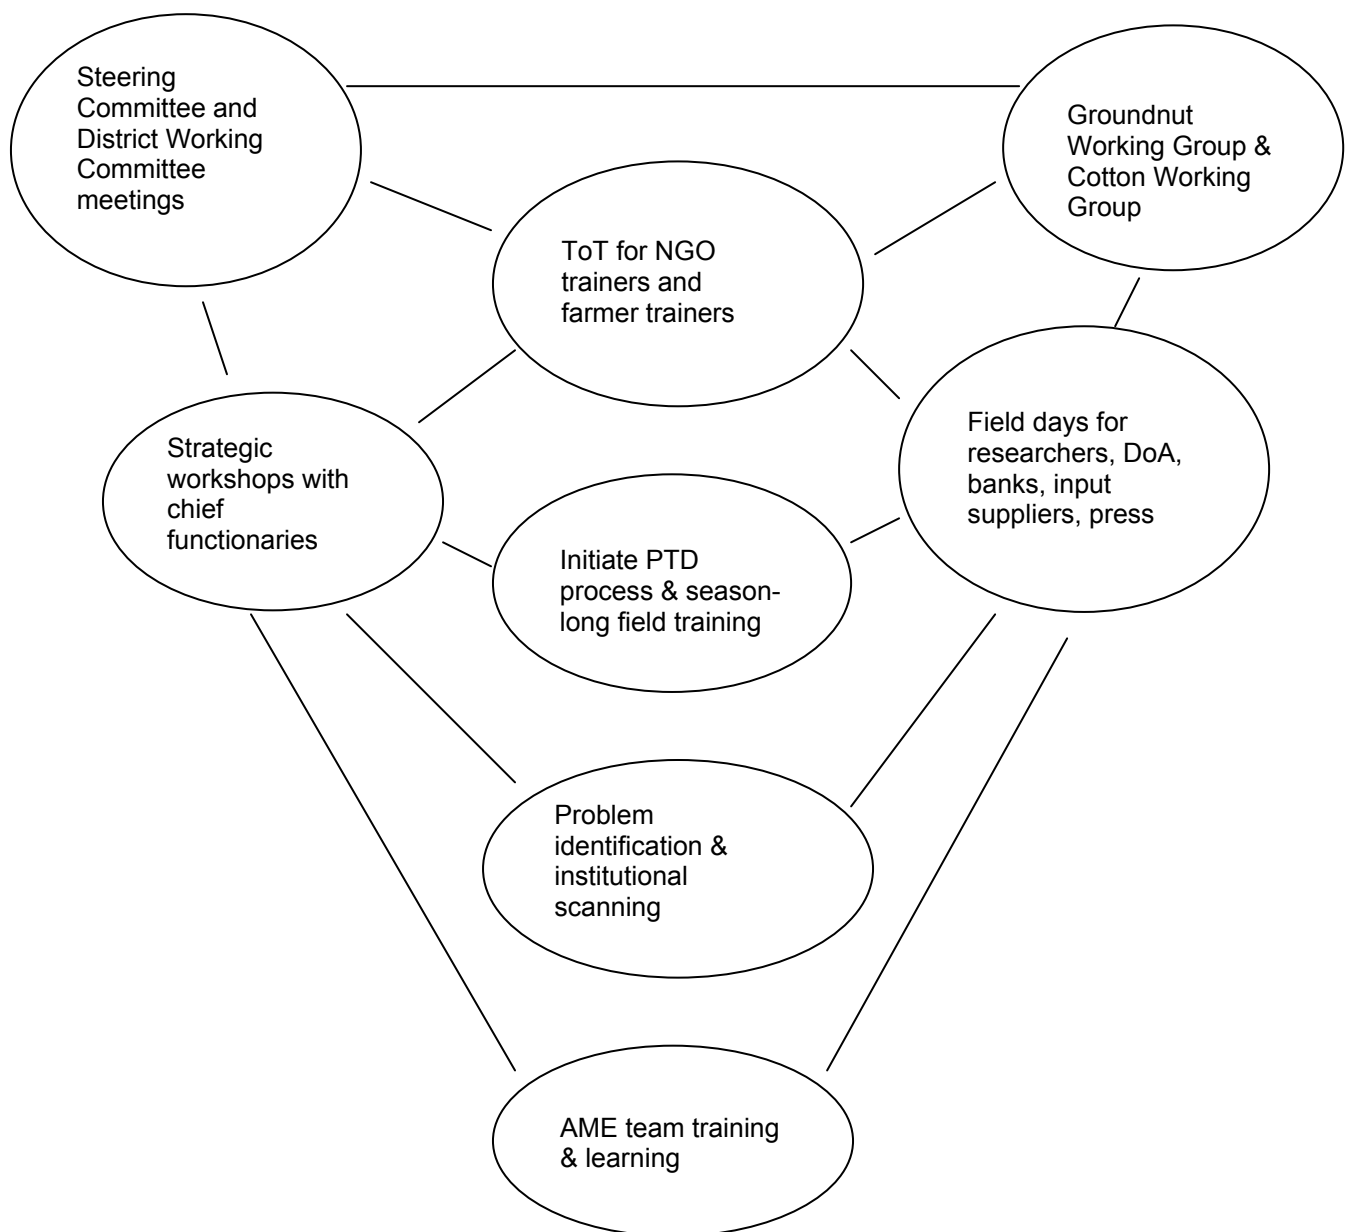 Steering
Committee and
District Working
Committee
meetings
Groundnut
Working Group &
Cotton Working
Group
ToT for NGO
trainers and
farmer trainers
Strategic
workshops with
chief
functionaries
Field days for
researchers, DoA,
banks, input
suppliers, press
Initiate PTD
process & season-
long field training
Problem
identification &
institutional
scanning
AME team training
& learning